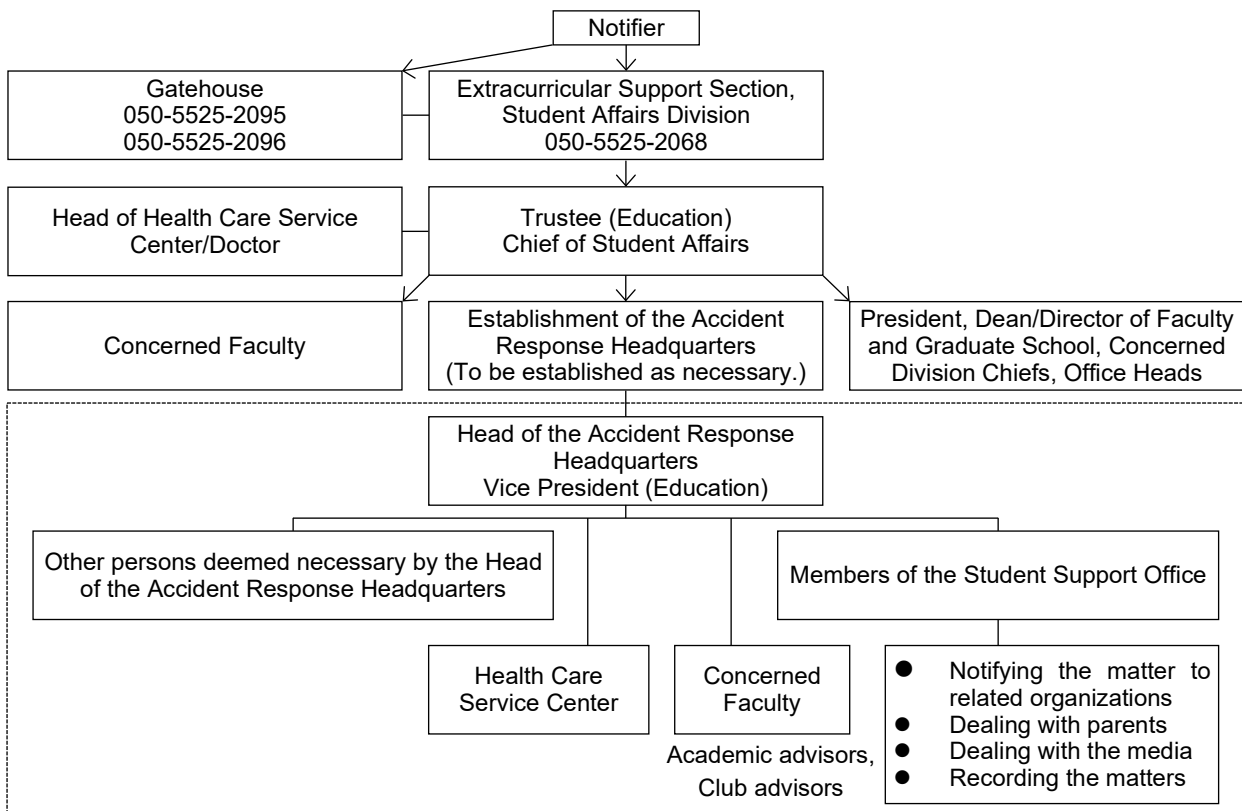 Notifier
Gatehouse
050-5525-2095
050-5525-2096
Extracurricular Support Section,
Student Affairs Division
050-5525-2068
Head of Health Care Service
Center/Doctor
Trustee (Education)
Chief of Student Affairs
Concerned Faculty
Establishment of the Accident
Response Headquarters
(To be established as necessary.)
President, Dean/Director of Faculty
and Graduate School, Concerned
Division Chiefs, Office Heads
Head of the Accident Response
Headquarters
Vice President (Education)
Other persons deemed necessary by the Head
of the Accident Response Headquarters
Members of the Student Support Office
Health Care
Service Center
Concerned
Faculty
Academic advisors,
Club advisors
● Notifying the matter to
related organizations
● Dealing with parents
● Dealing with the media
● Recording the matters